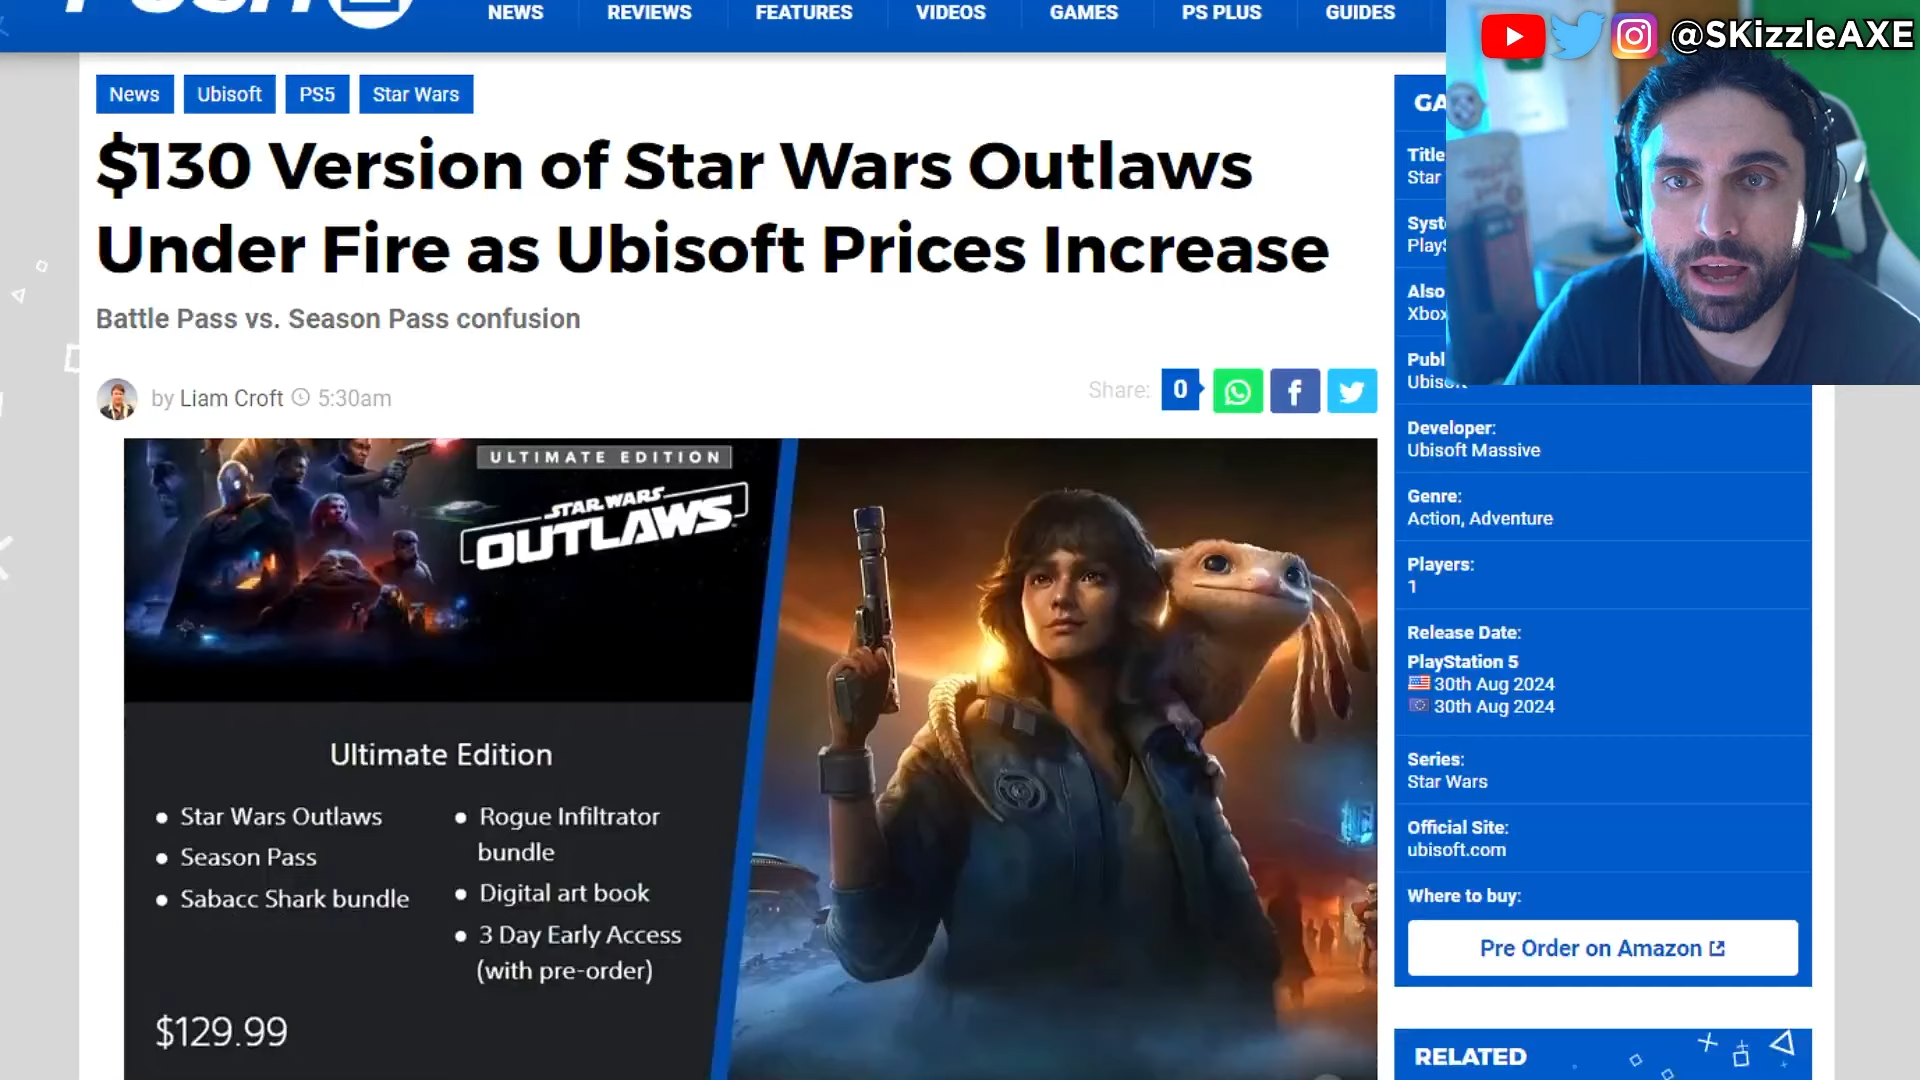 NEWS
REVIEWS
FEATURES
VIDEOS
GAMES
PS PLUS
GUIDES
@SKizzleAXE
News
Ubisoft
PS5
Star Wars
$130 Version of Star Wars Outlaws
Under Fire as Ubisoft Prices Increase
Battle Pass vs. Season Pass confusion
by Liam Croft 5:30am
Share: 0
ULTIMATE EDITION
STAR WARS
OUTLAWS
Ultimate Edition
• Star Wars Outlaws
• Season Pass
• Sabacc Shark bundle
• Rogue Infiltrator
bundle
• Digital art book
• 3 Day Early Access
(with pre-order)
$129.99
Title
Star
Also
Xbox
Developer:
Ubisoft Massive
Genre:
Action, Adventure
Players:
1
Release Date:
PlayStation 5
30th Aug 2024
30th Aug 2024
Series:
Star Wars
Official Site:
ubisoft.com
Where to buy:
Pre Order on Amazon
RELATED